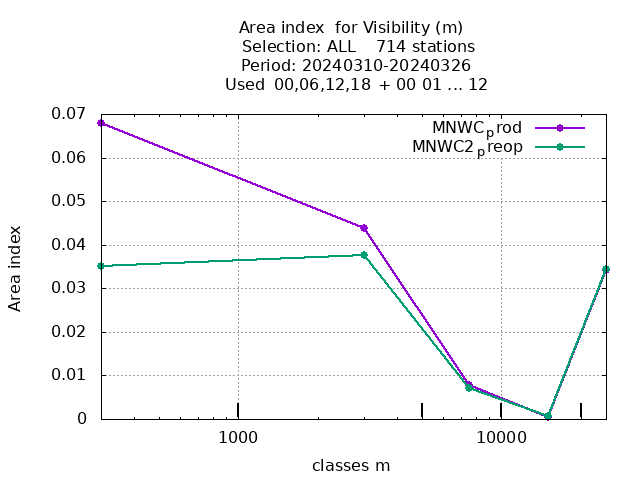 Area index  for Visibility (m)
Selection: ALL    714 stations
Period: 20240310-20240326
Used  00,06,12,18  + 00 01 ... 12
MNWCprod
MNWC2preop
0.07
0.06
0.05
0.04
0.03
0.02
0.01
0
Area index
1000
10000
classes m